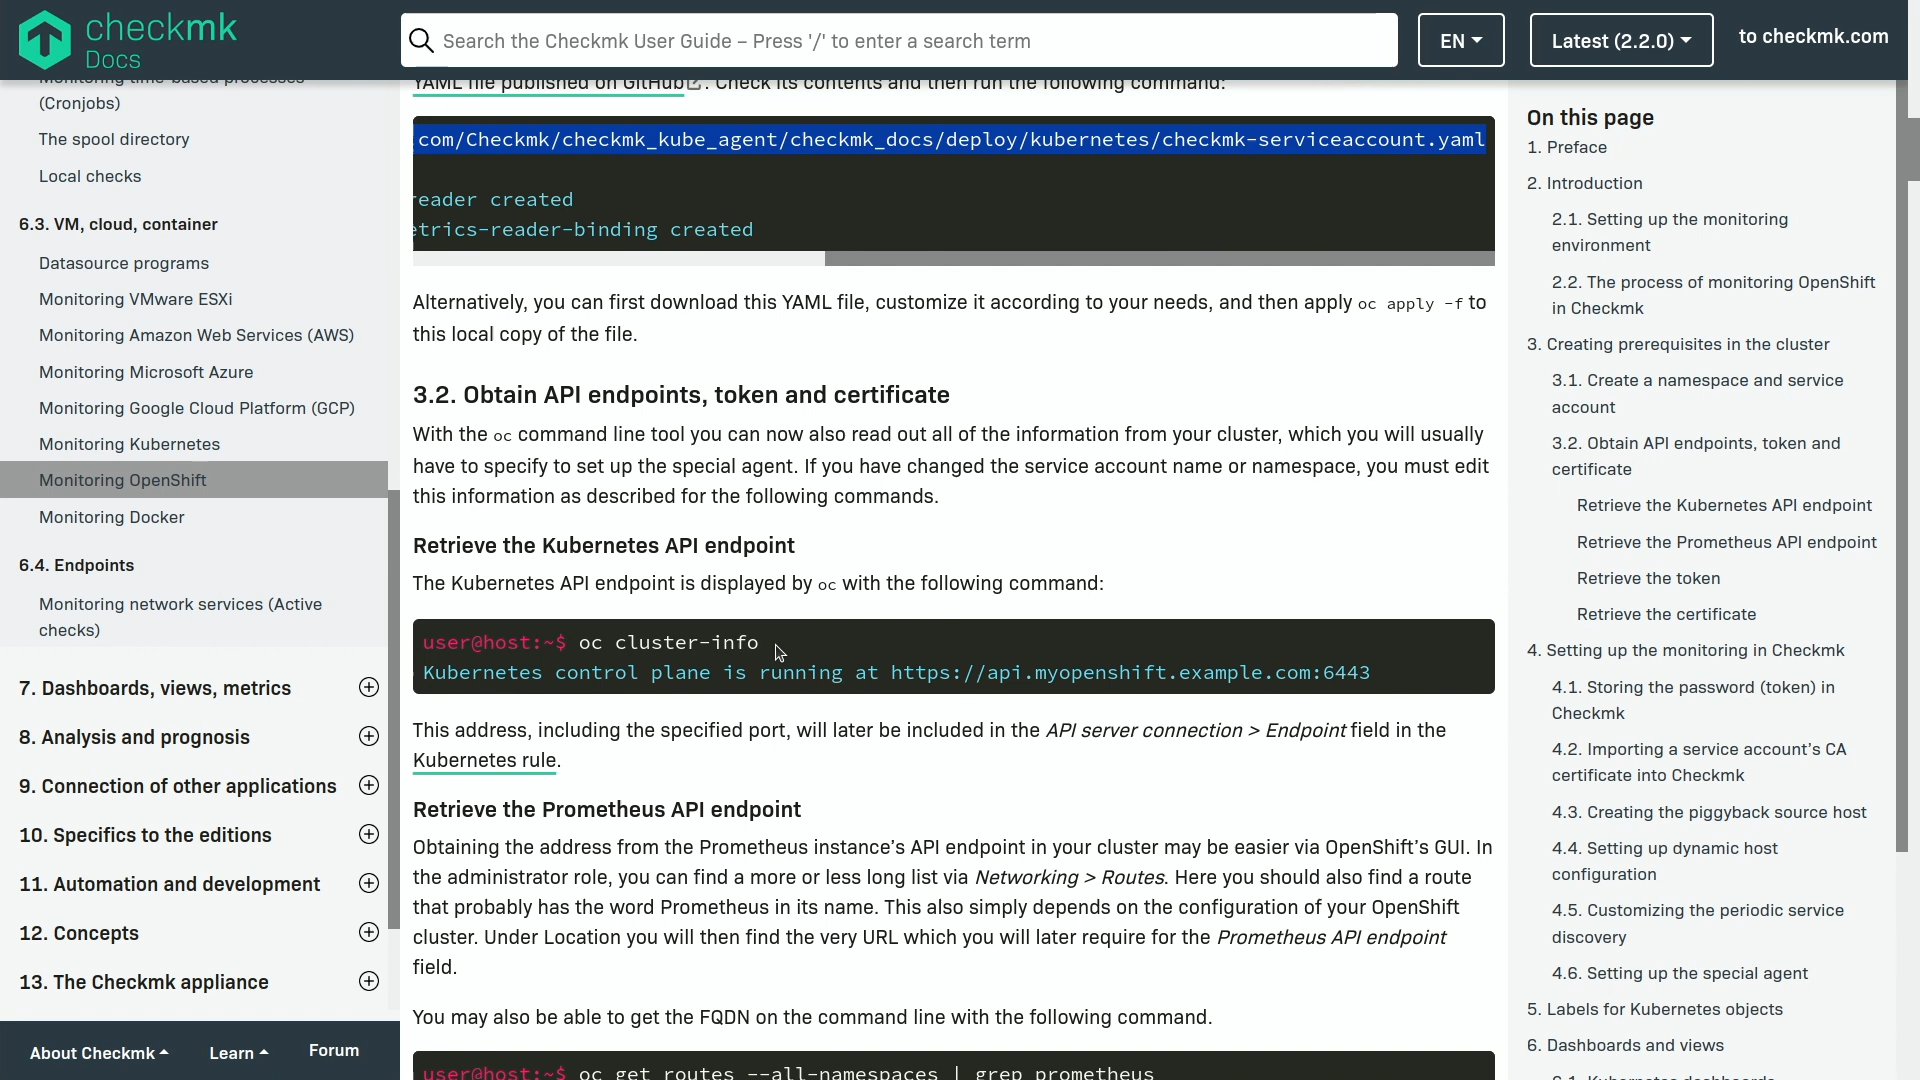 checkmk
Docs
Search the Checkmk User Guide – Press '/' to enter a search term
EN
Latest (2.2.0)
to checkmk.com
Monitoring time-based processes
(Cronjobs)
The spool directory
Local checks
6.3. VM, cloud, container
Datasource programs
Monitoring VMware ESXi
Monitoring Amazon Web Services (AWS)
Monitoring Microsoft Azure
Monitoring Google Cloud Platform (GCP)
Monitoring Kubernetes
Monitoring OpenShift
Monitoring Docker
6.4. Endpoints
Monitoring network services (Active
checks)
7. Dashboards, views, metrics
8. Analysis and prognosis
9. Connection of other applications
10. Specifics to the editions
11. Automation and development
12. Concepts
13. The Checkmk appliance
About Checkmk
Learn
Forum
YAML file published on GitHub. Check its contents and then run the following command:
.com/Checkmk/checkmk_kube_agent/checkmk_docs/deploy/kubernetes/checkmk-serviceaccount.yaml
reader created
etrics-reader-binding created
Alternatively, you can first download this YAML file, customize it according to your needs, and then apply oc apply -f to
this local copy of the file.
3.2. Obtain API endpoints, token and certificate
With the oc command line tool you can now also read out all of the information from your cluster, which you will usually
have to specify to set up the special agent. If you have changed the service account name or namespace, you must edit
this information as described for the following commands.
Retrieve the Kubernetes API endpoint
The Kubernetes API endpoint is displayed by oc with the following command:
user@host:~$ oc cluster-info
Kubernetes control plane is running at https://api.myopenshift.example.com:6443
This address, including the specified port, will later be included in the API server connection > Endpoint field in the
Kubernetes rule.
Retrieve the Prometheus API endpoint
Obtaining the address from the Prometheus instance's API endpoint in your cluster may be easier via OpenShift's GUI. In
the administrator role, you can find a more or less long list via Networking > Routes. Here you should also find a route
that probably has the word Prometheus in its name. This also simply depends on the configuration of your OpenShift
cluster. Under Location you will then find the very URL which you will later require for the Prometheus API endpoint
field.
You may also be able to get the FQDN on the command line with the following command.
user@host:~$ oc get routes --all-namespaces | grep prometheus
On this page
1. Preface
2. Introduction
2.1. Setting up the monitoring
environment
2.2. The process of monitoring OpenShift
in Checkmk
3. Creating prerequisites in the cluster
3.1. Create a namespace and service
account
3.2. Obtain API endpoints, token and
certificate
Retrieve the Kubernetes API endpoint
Retrieve the Prometheus API endpoint
Retrieve the token
Retrieve the certificate
4. Setting up the monitoring in Checkmk
4.1. Storing the password (token) in
Checkmk
4.2. Importing a service account's CA
certificate into Checkmk
4.3. Creating the piggyback source host
4.4. Setting up dynamic host
configuration
4.5. Customizing the periodic service
discovery
4.6. Setting up the special agent
5. Labels for Kubernetes objects
6. Dashboards and views
6.1. Kubernetes dashboards